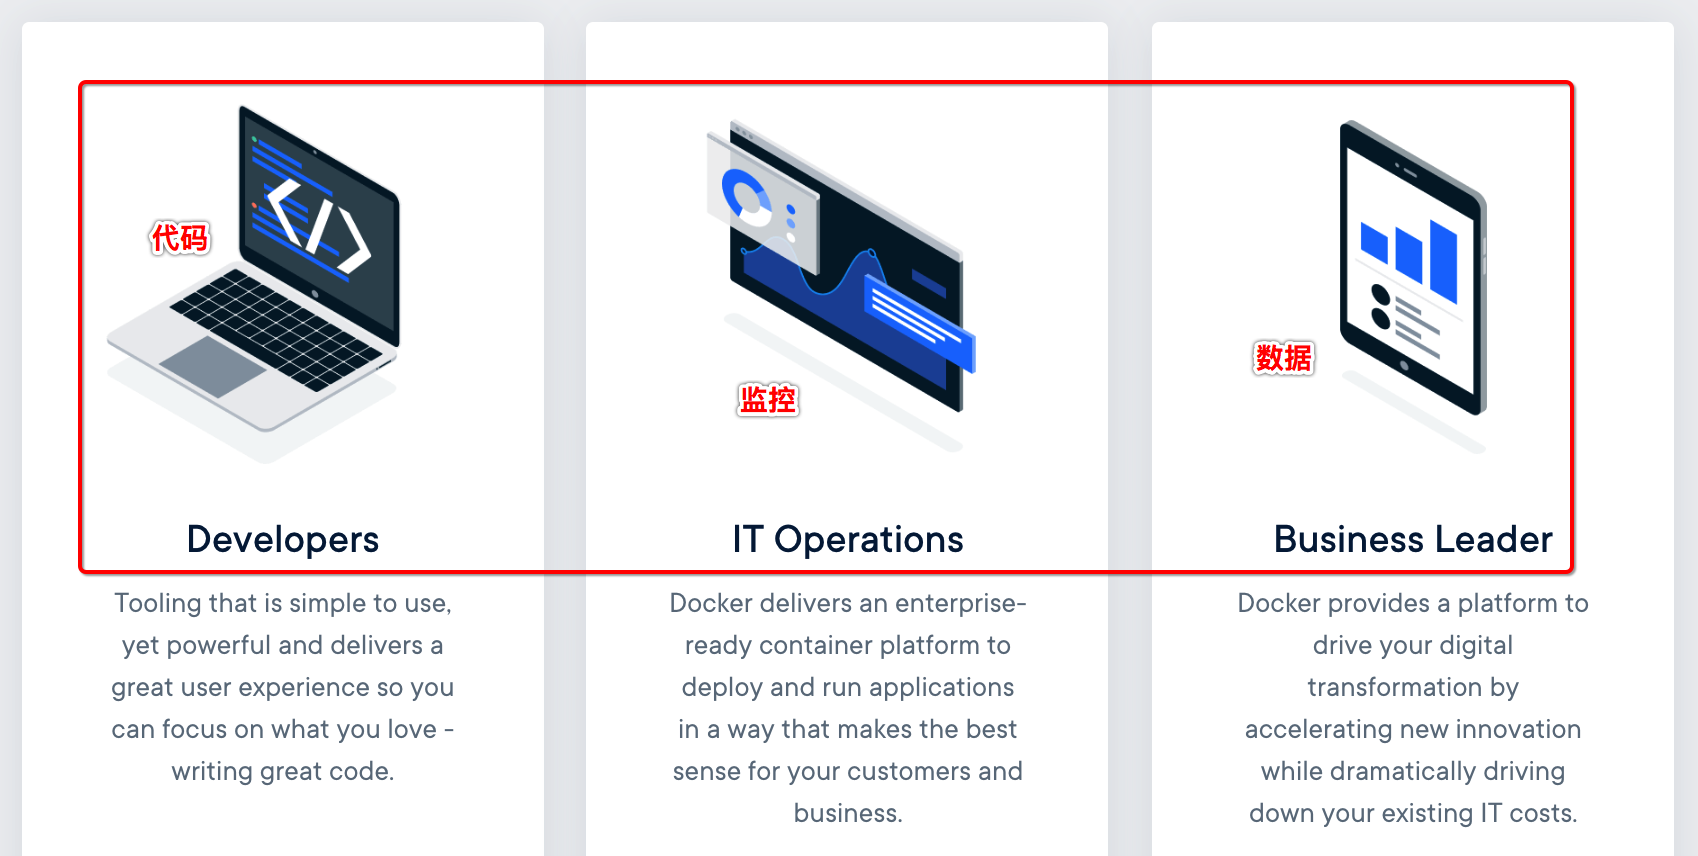 代码
Developers
Tooling that is simple to use,
yet powerful and delivers a
great user experience so you
can focus on what you love -
writing great code.
监控
IT Operations
Docker delivers an enterprise-
ready container platform to
deploy and run applications
in a way that makes the best
sense for your customers and
business.
数据
Business Leader
Docker provides a platform to
drive your digital
transformation by
accelerating new innovation
while dramatically driving
down your existing IT costs.